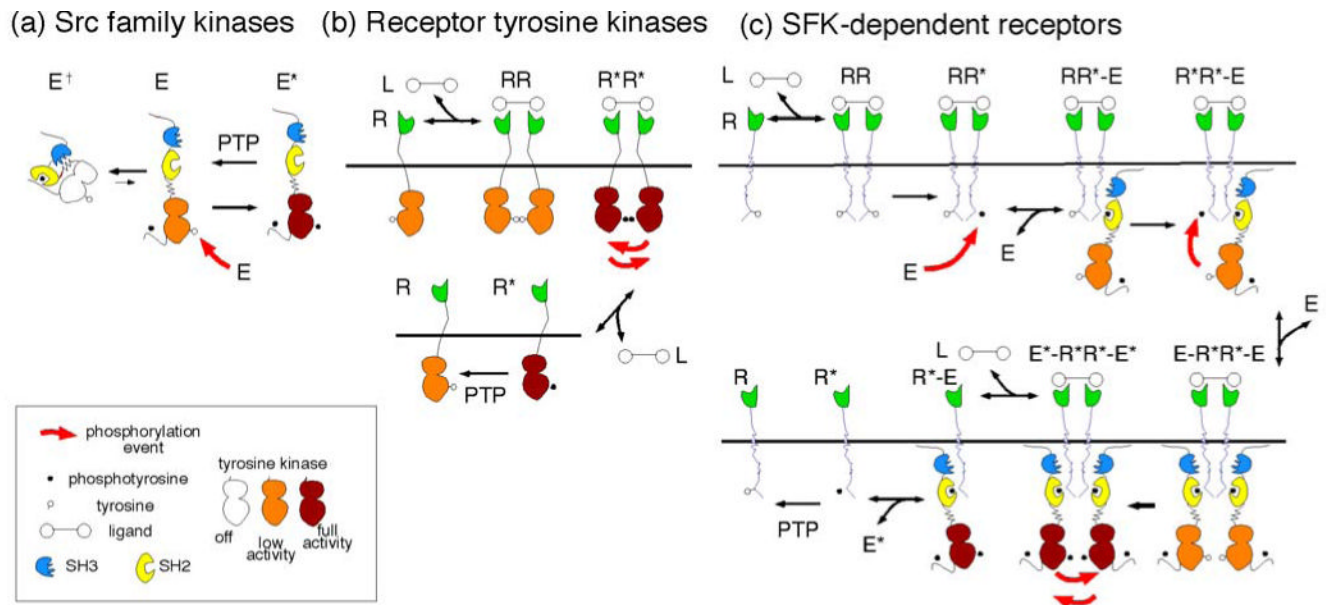 (a) Src family kinases
E†
E
E*
PTP
E
(b) Receptor tyrosine kinases
L
RR
R*R*
R
R
R*
L
PTP
(c) SFK-dependent receptors
L
RR
RR*
RR*-E
R*R*-E
R
E
E
E
L
E*-R*R*-E*
E-R*R*-E
R
R*
R*-E
PTP
E*
phosphorylation
event
phosphotyrosine
tyrosine
ligand
SH3
SH2
tyrosine kinase
off
low
activity
full
activity